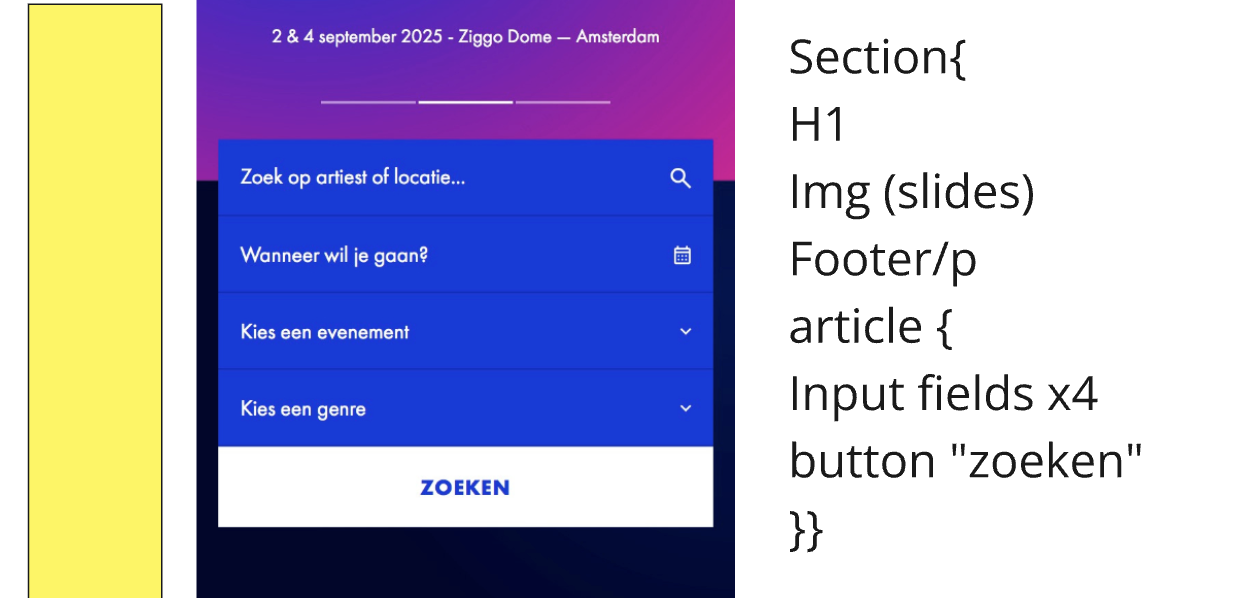 2 & 4 september 2025 - Ziggo Dome — Amsterdam
Zoek op artiest of locatie...
Wanneer wil je gaan?
Kies een evenement
Kies een genre
ZOEKEN
Section{
H1
Img (slides)
Footer/p
article {
Input fields x4
button "zoeken"
}}